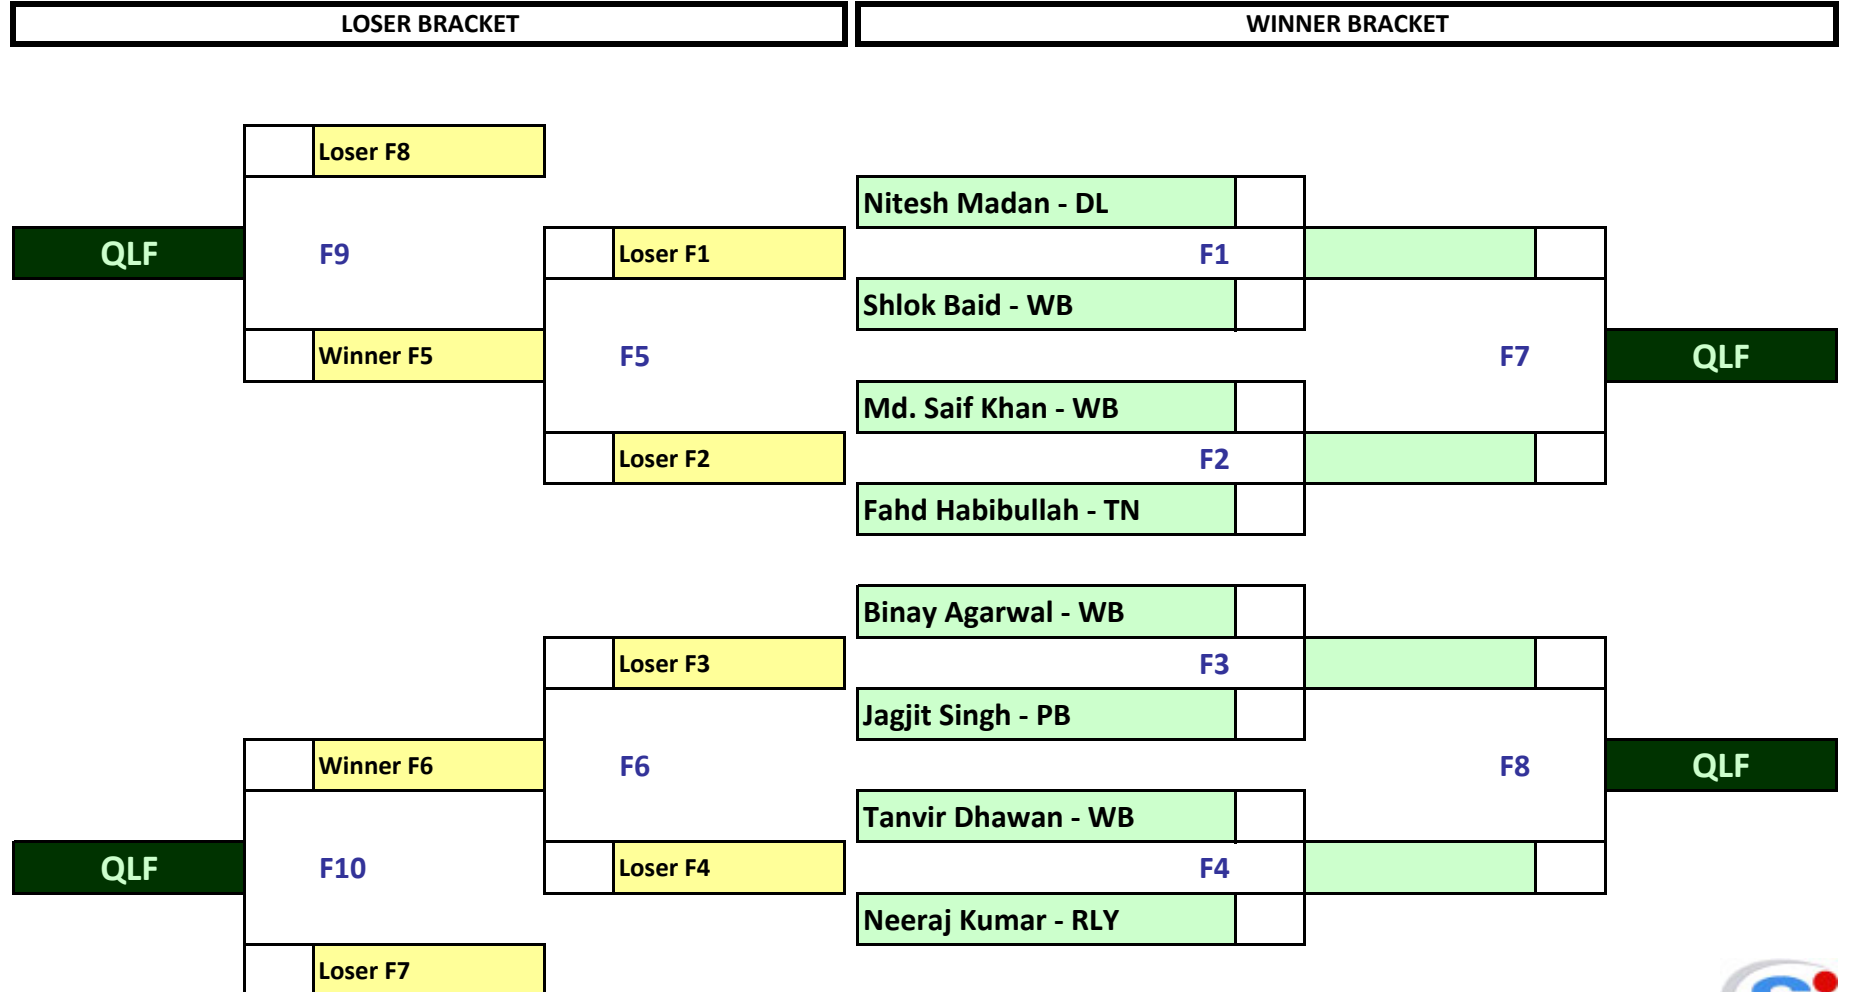 LOSER BRACKET
WINNER BRACKET
Loser F8
Nitesh Madan - DL
QLF
F9
Loser F1
F1
Shlok Baid - WB
Winner F5
F5
F7
QLF
Md. Saif Khan - WB
Loser F2
F2
Fahd Habibullah - TN
Binay Agarwal - WB
Loser F3
F3
Jagjit Singh - PB
Winner F6
F6
F8
QLF
Tanvir Dhawan - WB
QLF
F10
Loser F4
F4
Neeraj Kumar - RLY
Loser F7